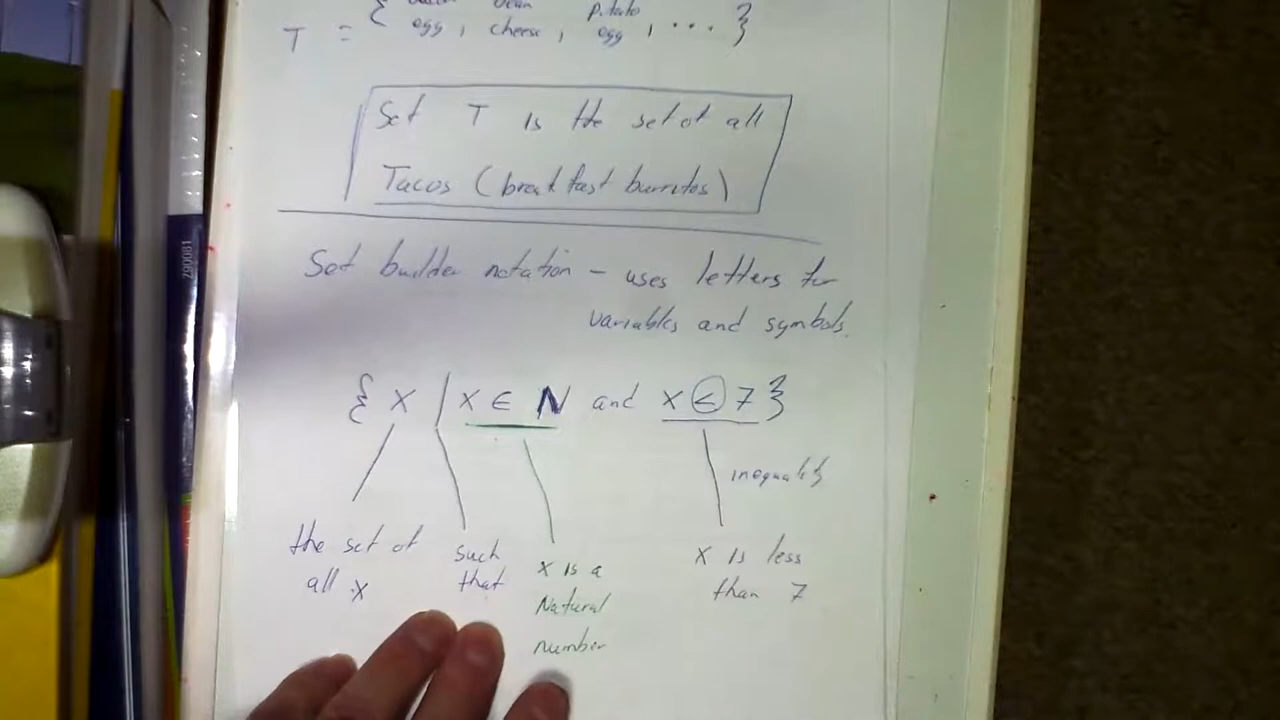 bean potato
T = { egg , cheese , egg , ... }
Set T is the set of all
Tacos (breakfast burritos)
Set builder notation - uses letters for
variables and symbols.
{ X | X ∈ N and X < 7 }
inequality
the set of
all X
such
that
X is a
Natural
number
X is less
than 7
790081